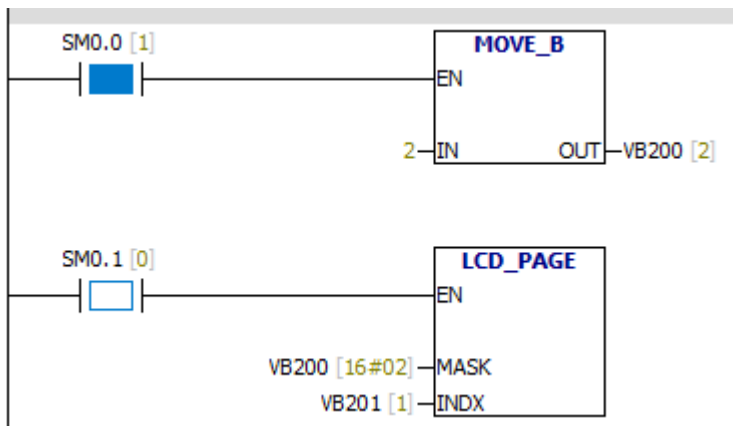 SM0.0 [1]
MOVE_B
EN
2 IN OUT VB200 [2]
SM0.1 [0]
LCD_PAGE
EN
VB200 [16#02] MASK
VB201 [1] INDX